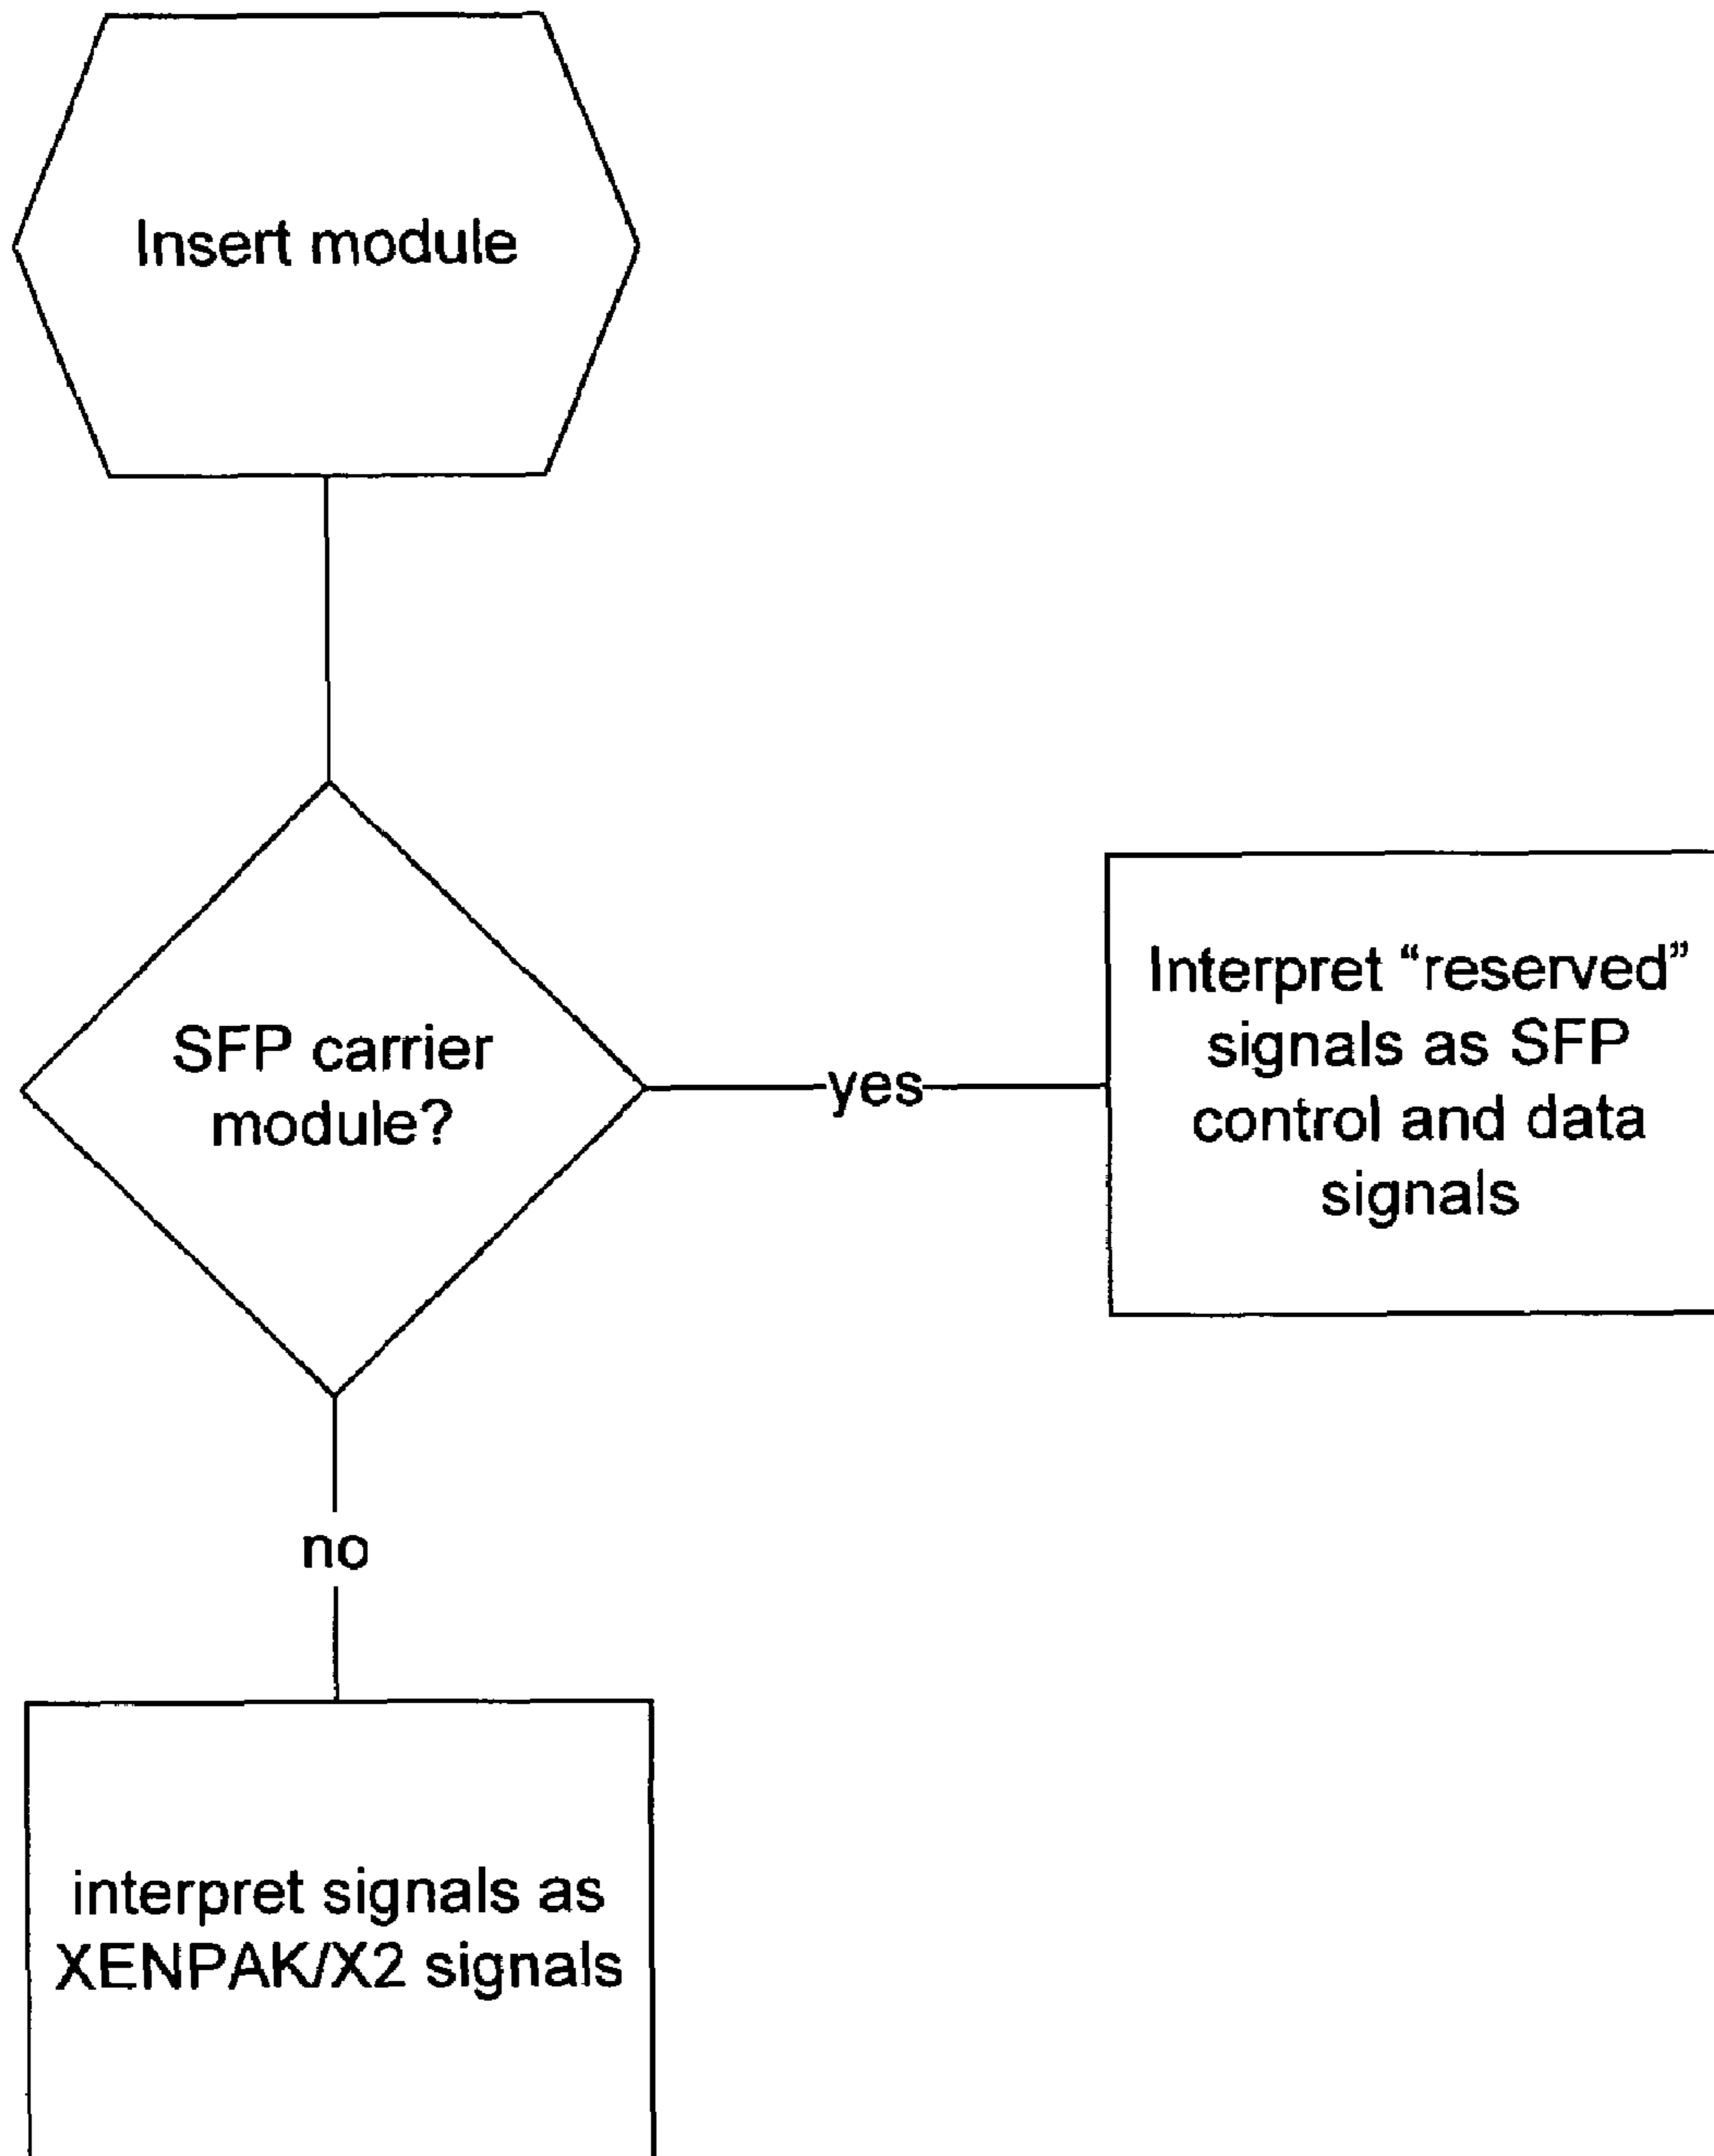 Insert module
SFP carrier
module?
yes
Interpret “reserved”
signals as SFP
control and data
signals
no
interpret signals as
XENPAK/X2 signals